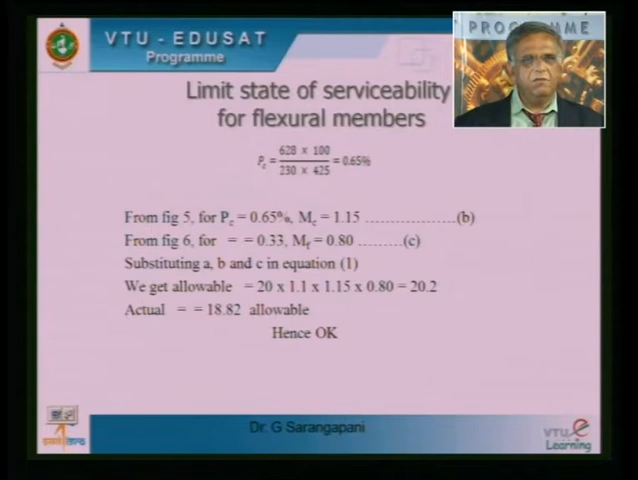 VTU - EDUSAT
Programme
PROGRAMME
Limit state of serviceability
for flexural members
Pc = 628 x 100 / 230 x 425 = 0.65%
From fig 5, for Pc = 0.65%, Mc = 1.15 ...................(b)
From fig 6, for = = 0.33, Mf = 0.80 .........(c)
Substituting a, b and c in equation (1)
We get allowable = 20 x 1.1 x 1.15 x 0.80 = 20.2
Actual = = 18.82 allowable
Hence OK
Dr. G Sarangapani
VTU e
Learning